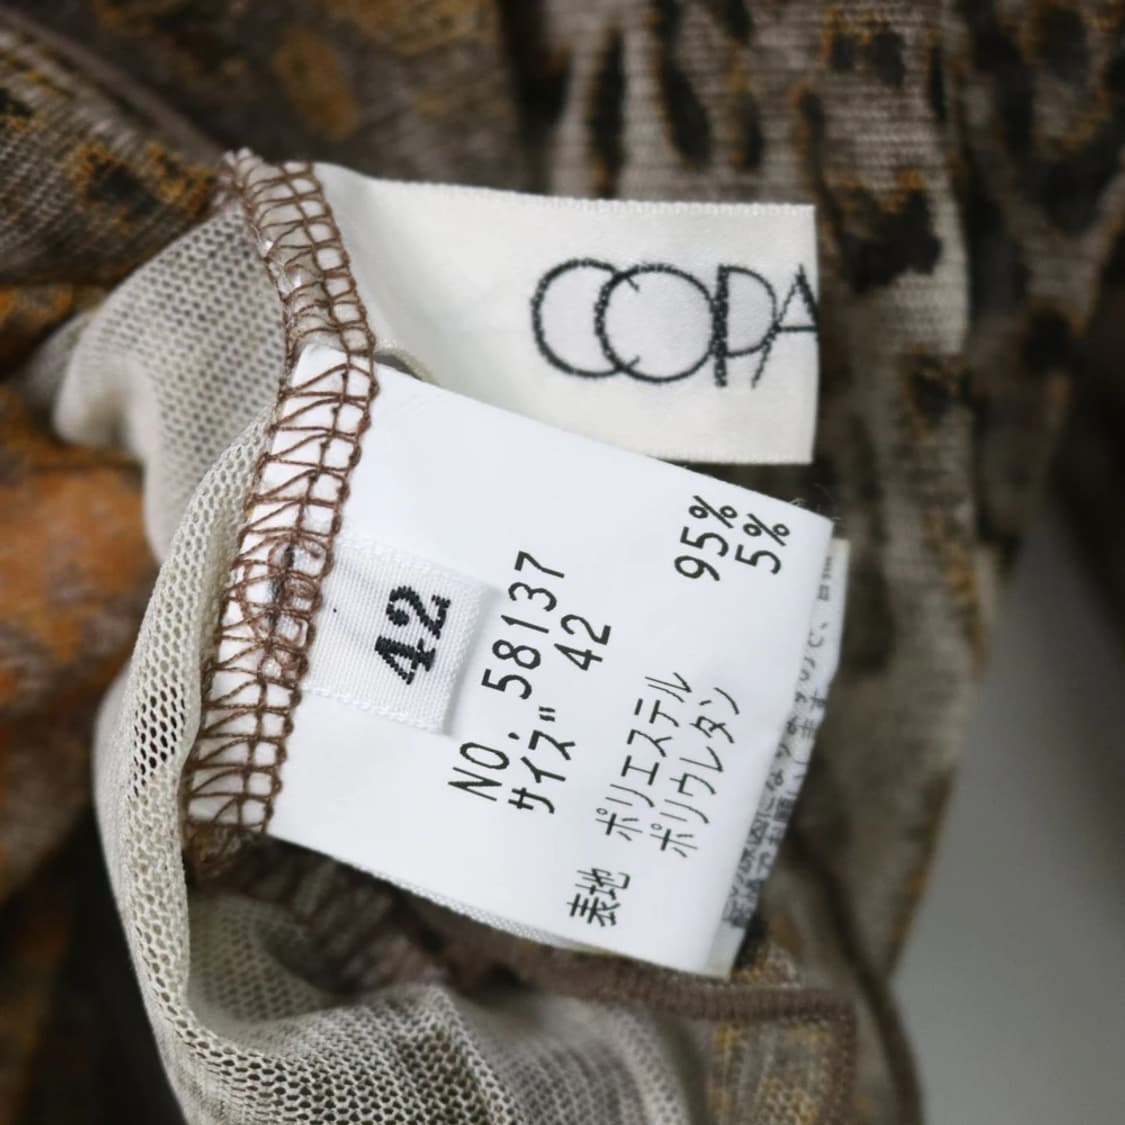 COPA
42
NO. 58137
サイズ" 42
表地 ポリエステル 95%
ポリウレタン 5%